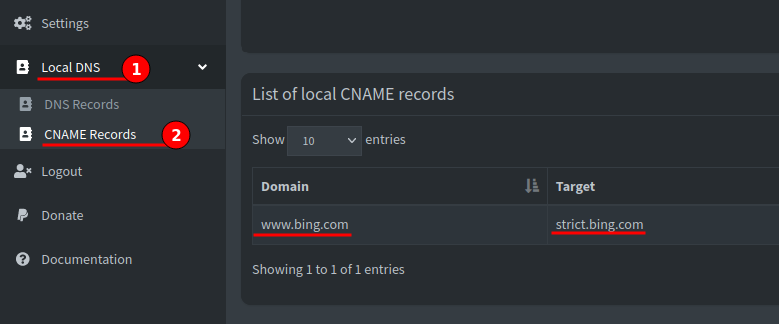 Settings
Local DNS
1
DNS Records
CNAME Records
2
Logout
Donate
Documentation
List of local CNAME records
Show 10 entries
Domain Target
www.bing.com strict.bing.com
Showing 1 to 1 of 1 entries